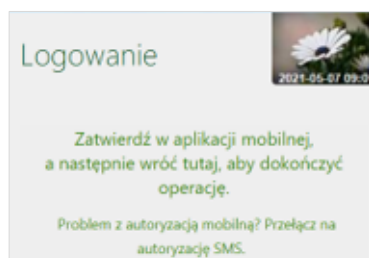 Logowanie
2021-05-07 09:0
Zatwierdź w aplikacji mobilnej,
a następnie wróć tutaj, aby dokończyć
operację.
Problem z autoryzacją mobilną? Przełącz na
autoryzację SMS.